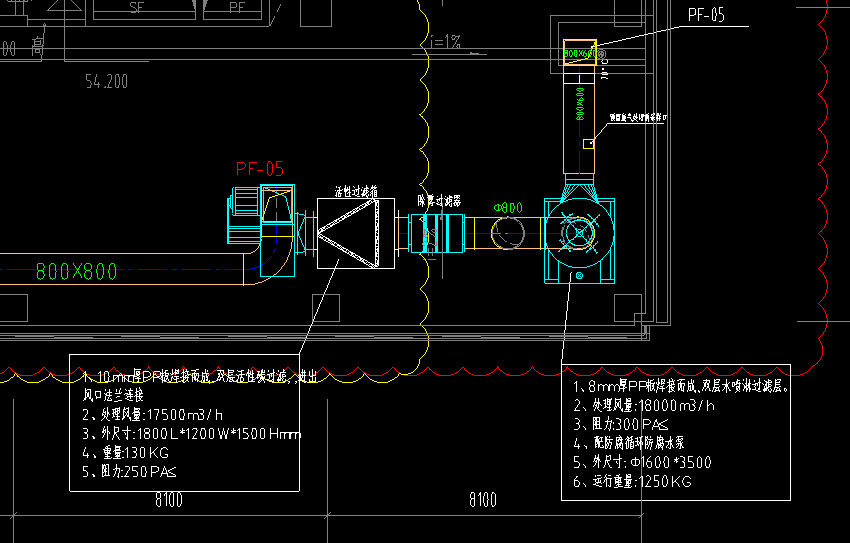 SF
PF
PF-05
00
高
i=1%
800X600
54.200
70°C
800X600
PF-05
活性过滤箱
除雾过滤器
Φ800
800X800
1、10mm厚PP板焊接而成、双层活性碳过滤、进出
风口法兰连接
2、处理风量:17500m3/h
3、外尺寸:1800L*1200W*1500Hmm
4、重量:130KG
5、阻力:250PA≤
1、8mm厚PP板焊接而成、双层水喷淋过滤层。
2、处理风量:18000m3/h
3、阻力:300PA≤
4、配防腐循环防腐水泵
5、外尺寸:Φ1600*3500
6、运行重量:1250KG
8100
8100